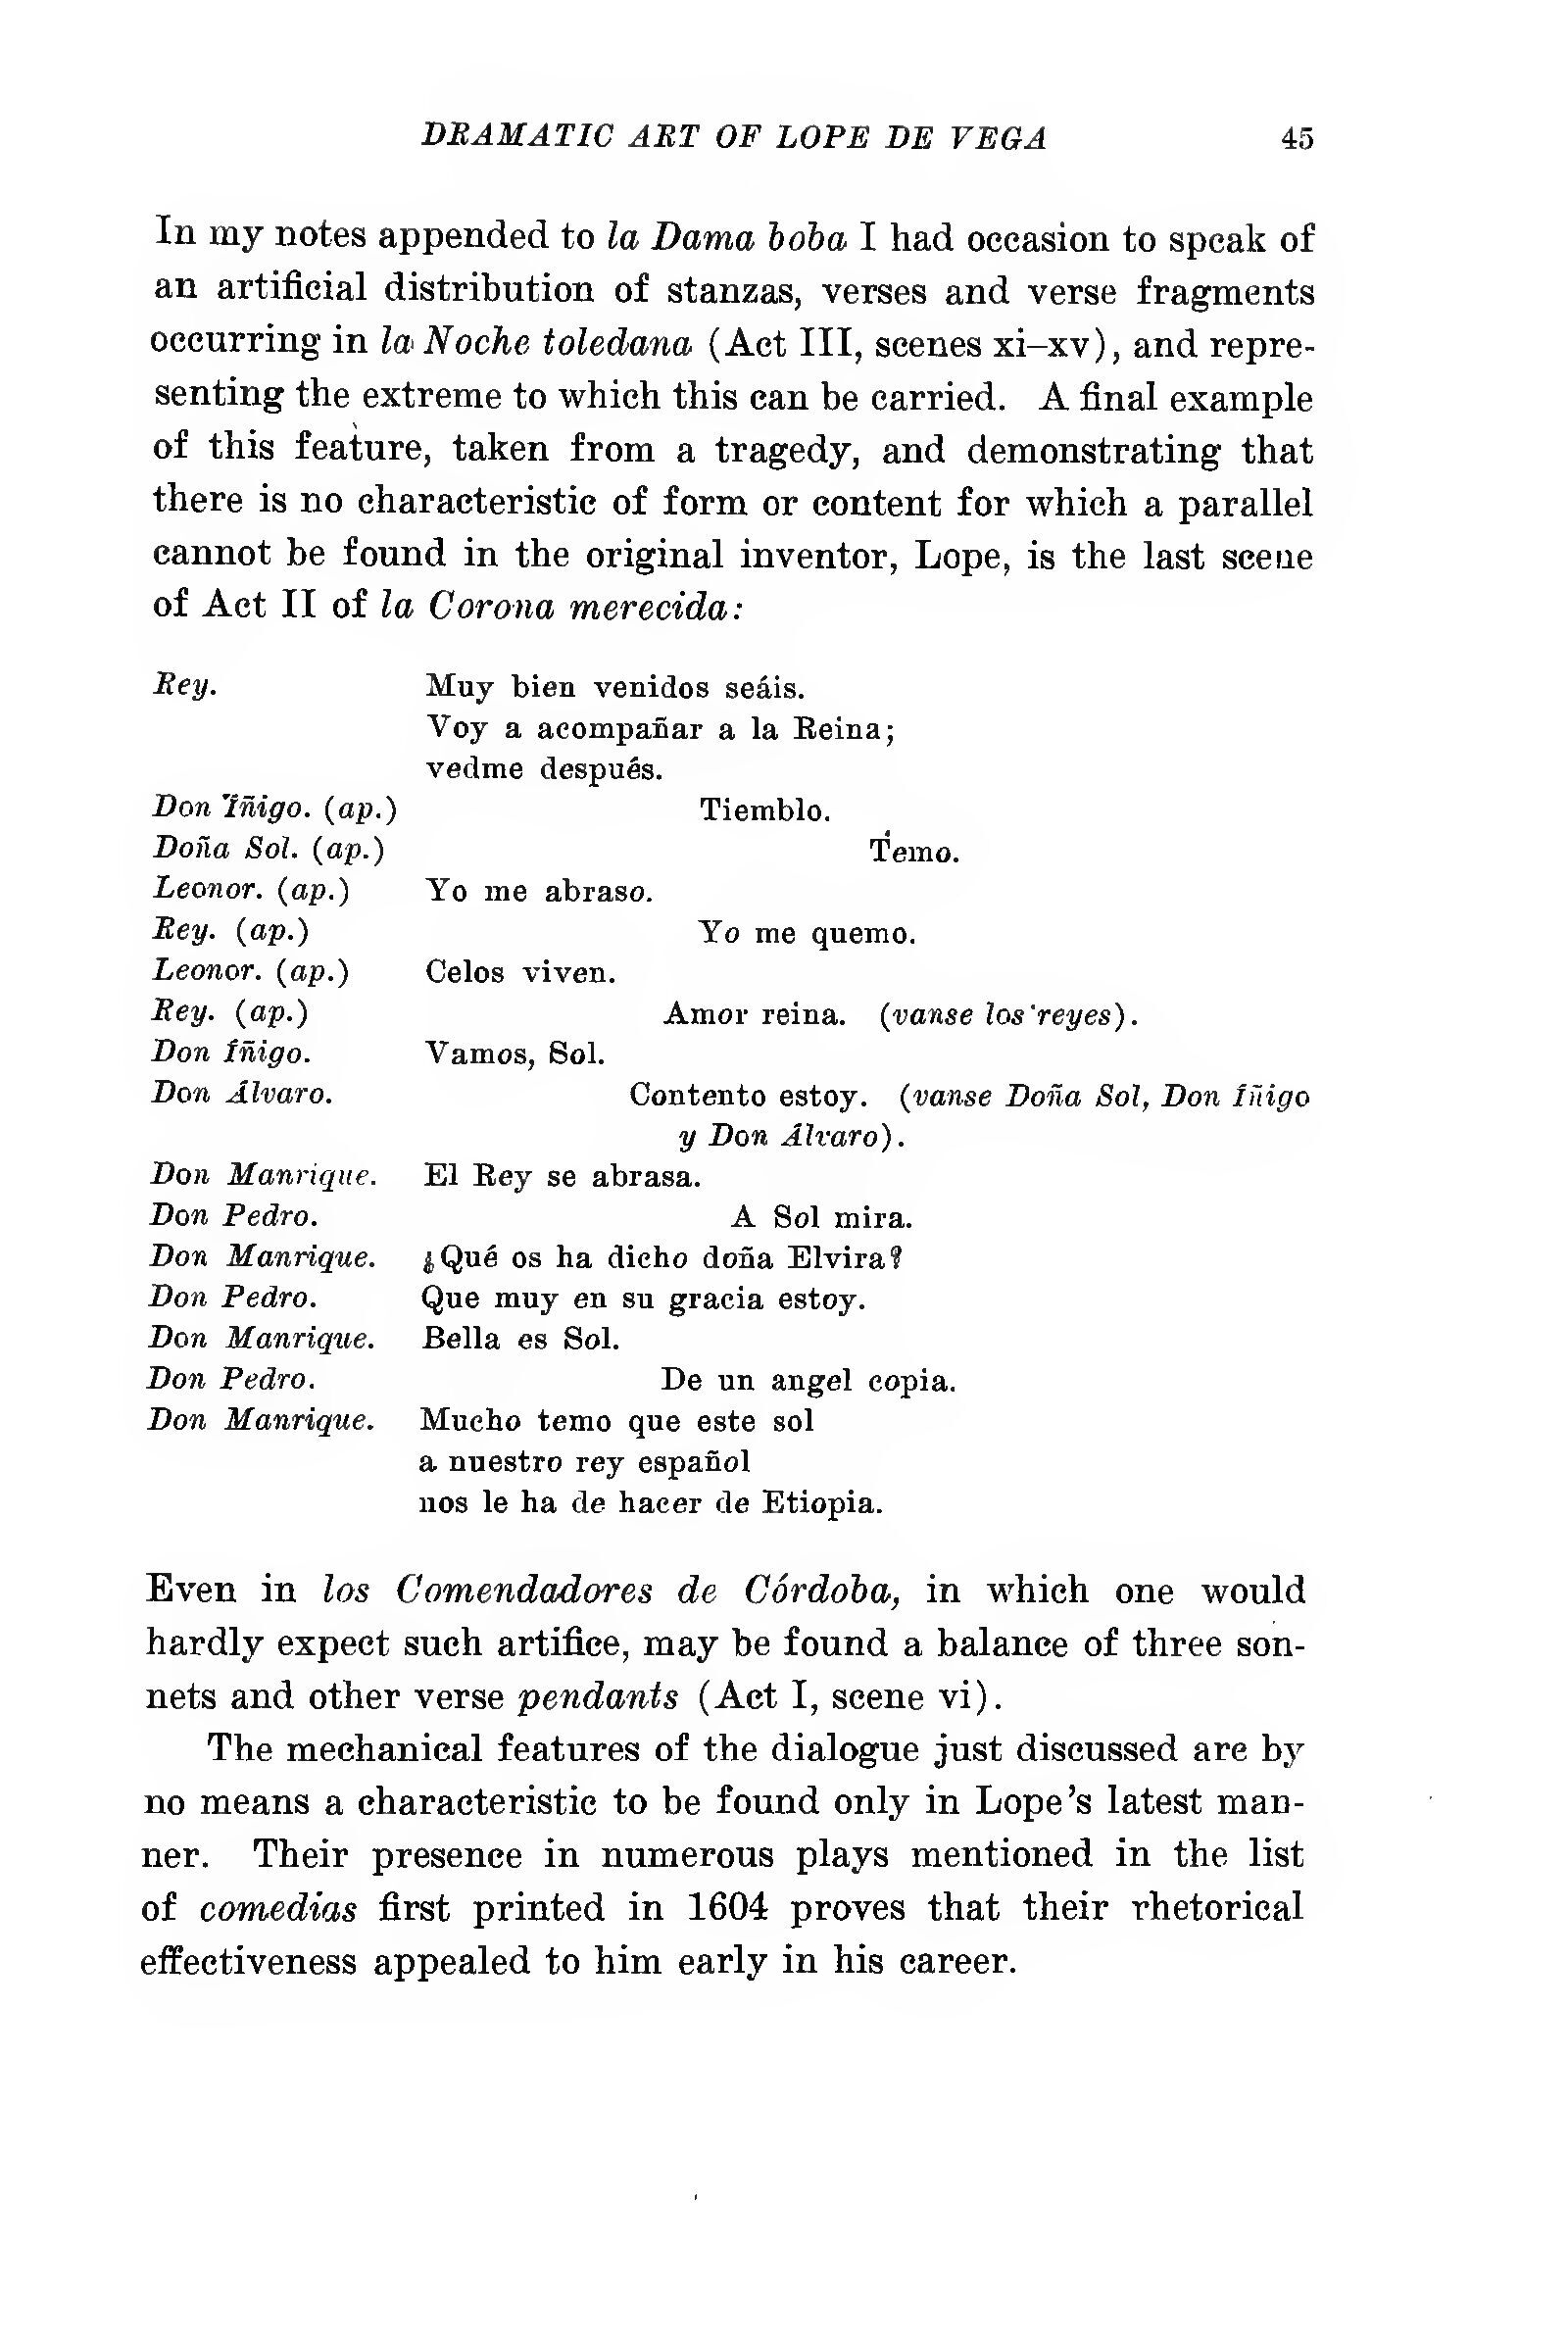 DRAMATIC ART OF LOPE DE VEGA 45
In my notes appended to la Dama boba I had occasion to speak of
an artificial distribution of stanzas, verses and verse fragments
occurring in la Noche toledana (Act III, scenes xi–xv), and repre-
senting the extreme to which this can be carried. A final example
of this feature, taken from a tragedy, and demonstrating that
there is no characteristic of form or content for which a parallel
cannot be found in the original inventor, Lope, is the last scene
of Act II of la Corona merecida:
Rey. Muy bien venidos seáis.
Voy a acompañar a la Reina;
vedme después.
Don Íñigo. (ap.) Tiemblo.
Doña Sol. (ap.) Temo.
Leonor. (ap.) Yo me abraso.
Rey. (ap.) Yo me quemo.
Leonor. (ap.) Celos viven.
Rey. (ap.) Amor reina. (vanse los reyes).
Don Íñigo. Vamos, Sol.
Don Álvaro. Contento estoy. (vanse Doña Sol, Don Íñigo
y Don Álvaro).
Don Manrique. El Rey se abrasa.
Don Pedro. A Sol mira.
Don Manrique. ¿Qué os ha dicho doña Elvira?
Don Pedro. Que muy en su gracia estoy.
Don Manrique. Bella es Sol.
Don Pedro. De un angel copia.
Don Manrique. Mucho temo que este sol
a nuestro rey español
nos le ha de hacer de Etiopia.
Even in los Comendadores de Córdoba, in which one would
hardly expect such artifice, may be found a balance of three son-
nets and other verse pendants (Act I, scene vi).
The mechanical features of the dialogue just discussed are by
no means a characteristic to be found only in Lope's latest man-
ner. Their presence in numerous plays mentioned in the list
of comedias first printed in 1604 proves that their rhetorical
effectiveness appealed to him early in his career.